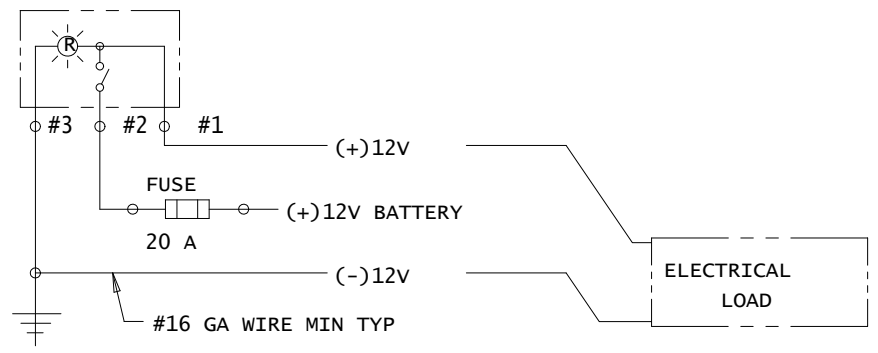 R
#3 #2 #1
(+)12V
FUSE
(+)12V BATTERY
20 A
ELECTRICAL
LOAD
(-)12V
#16 GA WIRE MIN TYP